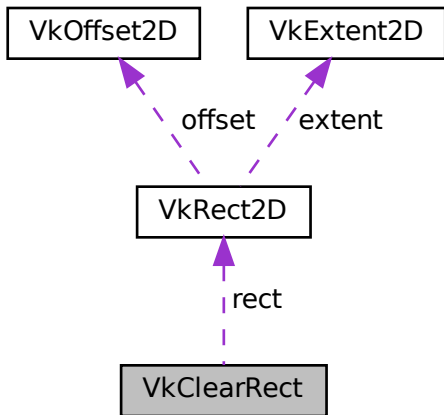 VkOffset2D
VkExtent2D
offset
extent
VkRect2D
rect
VkClearRect